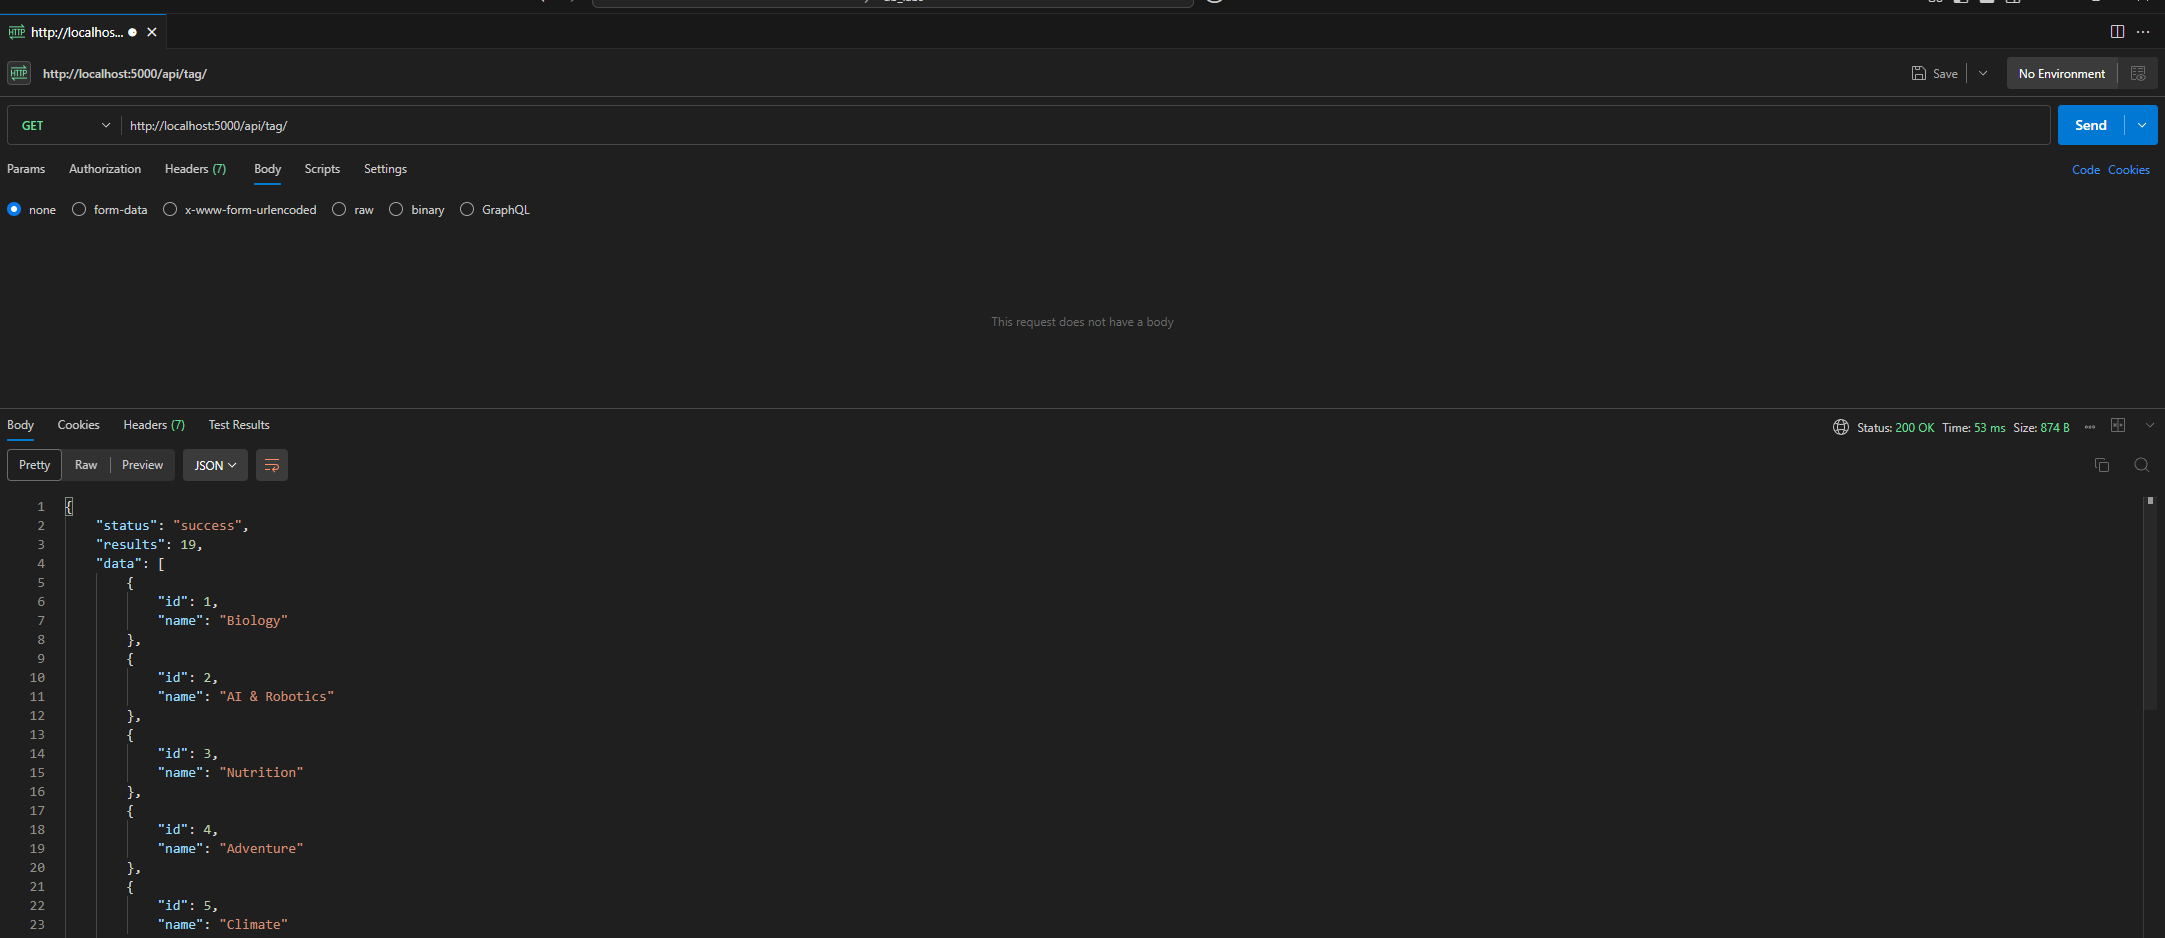 http://localhos...
http://localhost:5000/api/tag/
Save
No Environment
GET
http://localhost:5000/api/tag/
Send
Params
Authorization
Headers (7)
Body
Scripts
Settings
Code
Cookies
none
form-data
x-www-form-urlencoded
raw
binary
GraphQL
This request does not have a body
Body
Cookies
Headers (7)
Test Results
Status: 200 OK Time: 53 ms Size: 874 B
Pretty
Raw
Preview
JSON
1 {
2 "status": "success",
3 "results": 19,
4 "data": [
5 {
6 "id": 1,
7 "name": "Biology"
8 },
9 {
10 "id": 2,
11 "name": "AI & Robotics"
12 },
13 {
14 "id": 3,
15 "name": "Nutrition"
16 },
17 {
18 "id": 4,
19 "name": "Adventure"
20 },
21 {
22 "id": 5,
23 "name": "Climate"